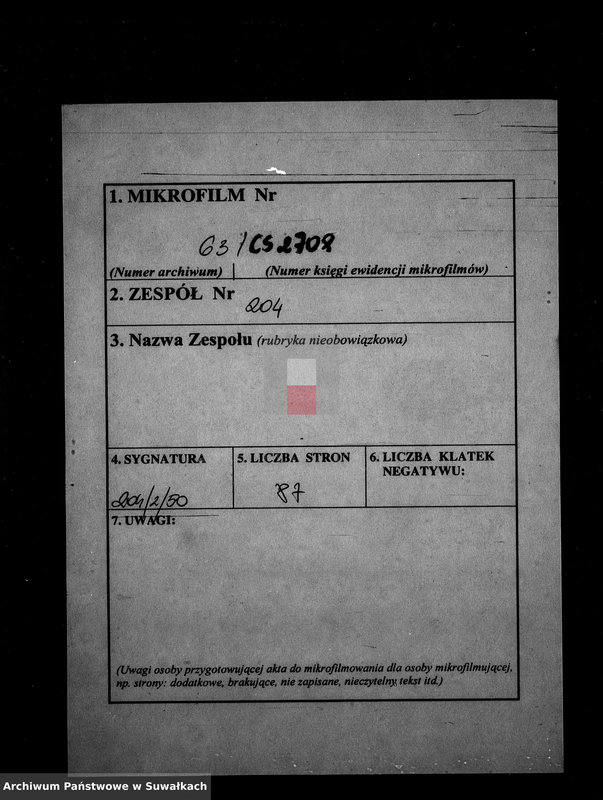 1. MIKROFILM Nr
63/CS2708
(Numer archiwum) (Numer księgi ewidencji mikrofilmów)
2. ZESPÓŁ Nr
204
3. Nazwa Zespołu (rubryka nieobowiązkowa)
4. SYGNATURA
204/2/50
5. LICZBA STRON
87
6. LICZBA KLATEK
NEGATYWU:
7. UWAGI:
(Uwagi osoby przygotowującej akta do mikrofilmowania dla osoby mikrofilmującej,
np. strony: dodatkowe, brakujące, nie zapisane, nieczytelny tekst itd.)
Archiwum Państwowe w Suwałkach